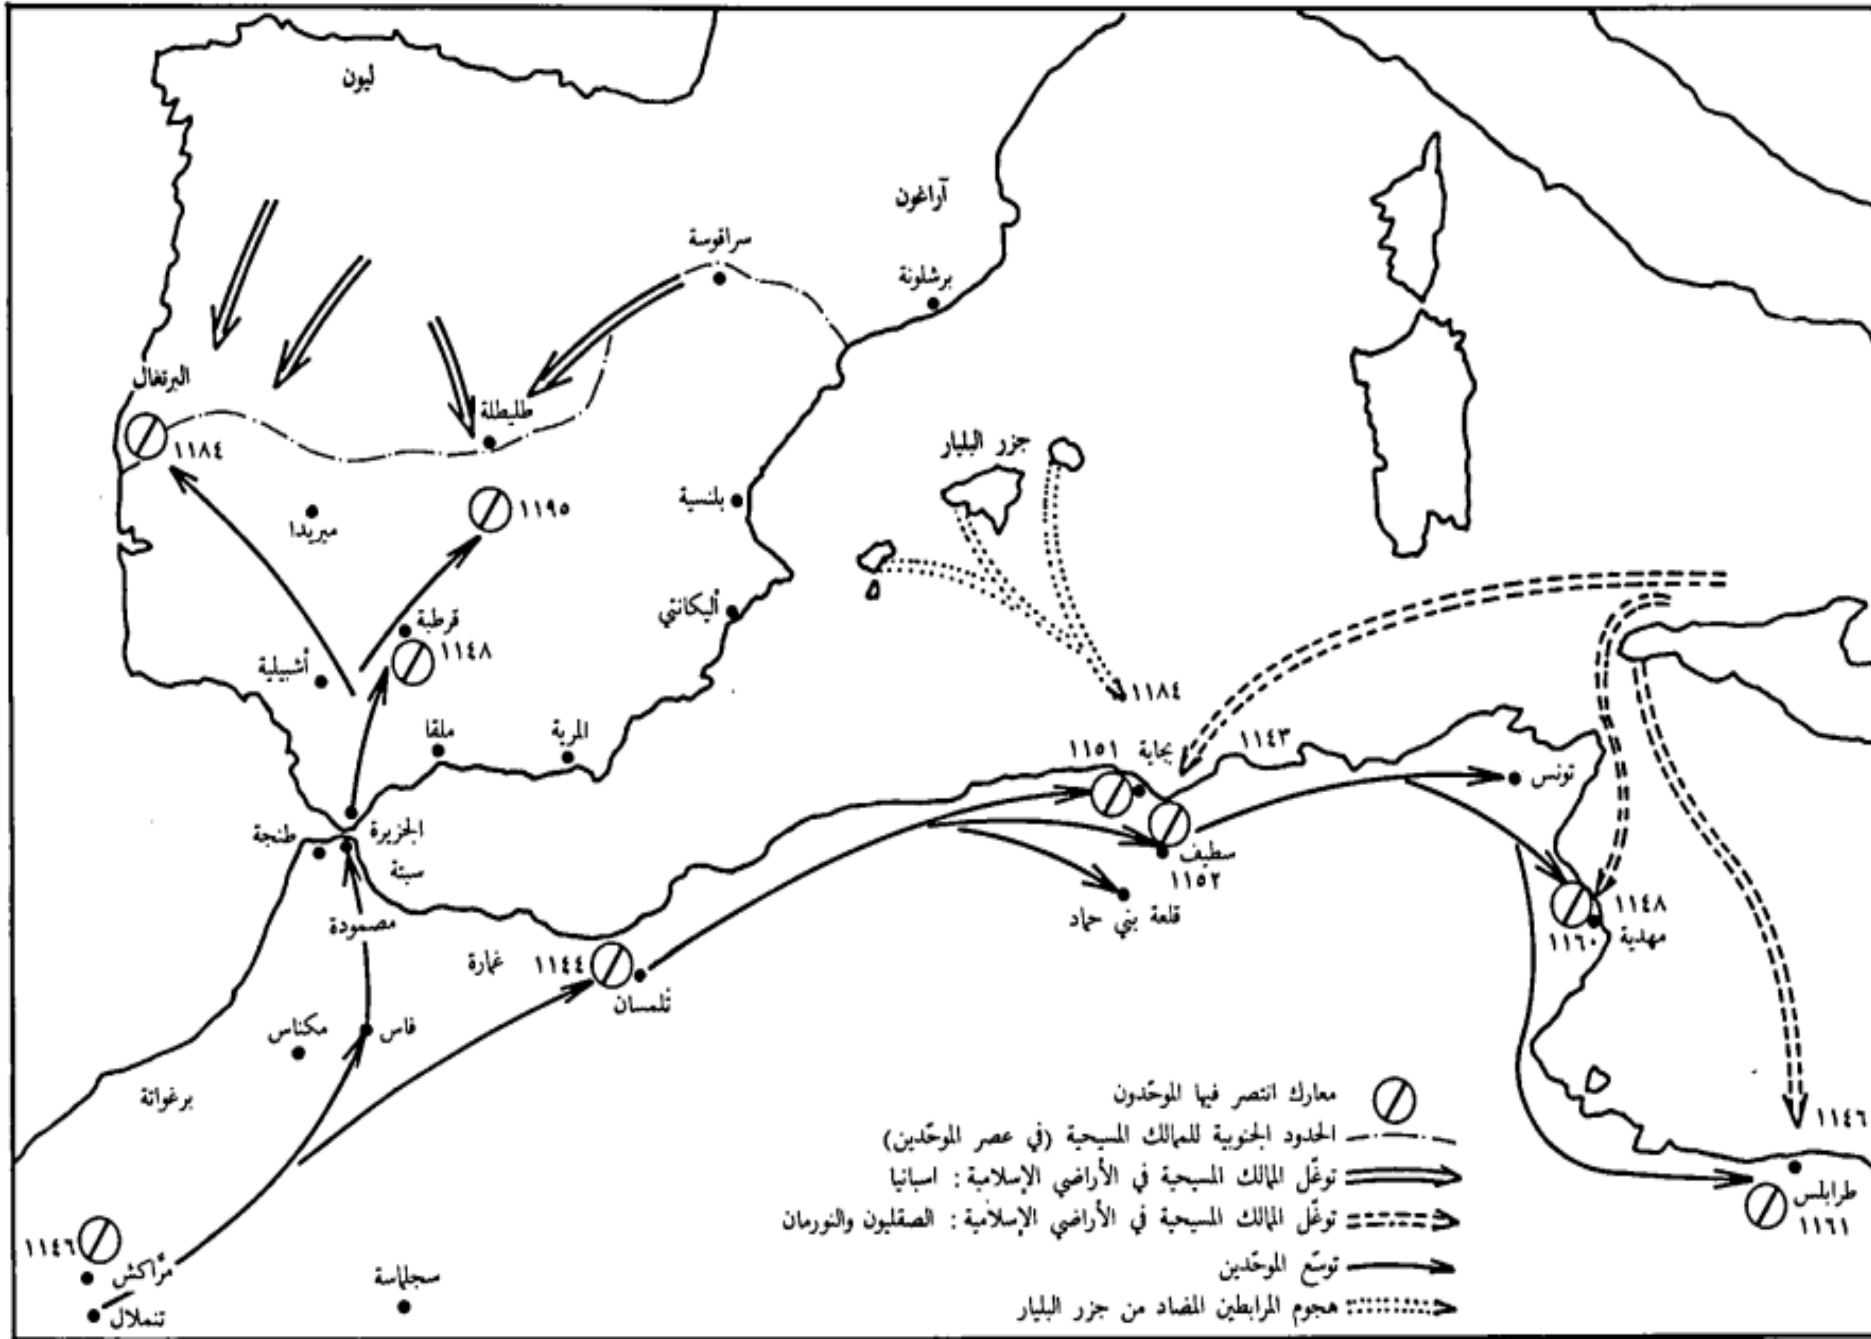 ليون
آراغون
سراقوسة
برشلونة
البرتغال
١١٨٤
طليطلة
جزر البليار
ميريدا
١١٩٥
بلنسية
أليكانتي
قرطبة
١١٤٨
أشبيلية
١١٨٤
ملقا
المرية
١١٥١
بجاية
١١٤٣
تونس
الجزيرة
طنجة
سبتة
سطيف
١١٥٢
قلعة بني حماد
مصمودة
١١٤٨
مهدية
١١٦٠
غمارة
١١٤٤
تلمسان
مكناس
فاس
برغواتة
معارك انتصر فيها الموحّدون
الحدود الجنوبية للممالك المسيحية (في عصر الموحّدين)
توغّل الممالك المسيحية في الأراضي الإسلامية : اسبانيا
توغّل الممالك المسيحية في الأراضي الإسلامية : الصقليون والنورمان
توسّع الموحّدين
هجوم المرابطين المضاد من جزر البليار
١١٤٦
طرابلس
١١٦١
١١٤٦
مرّاكش
تنملال
سجلماسة